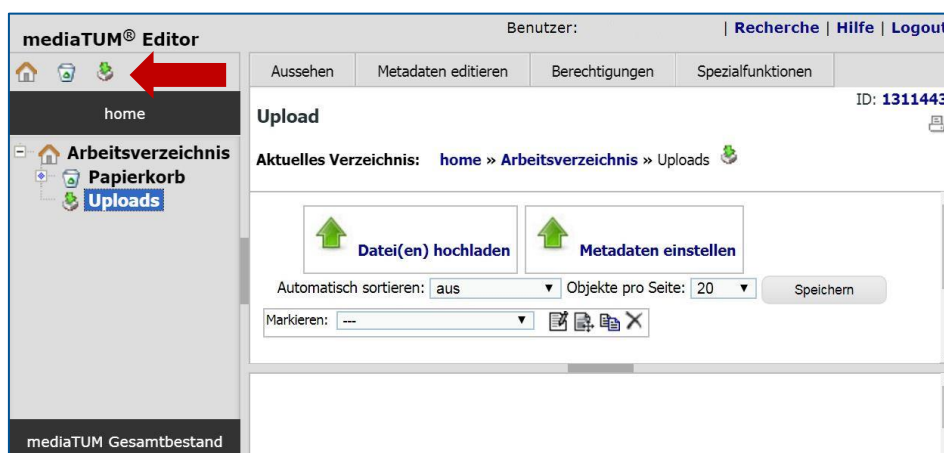 mediaTUM® Editor
Benutzer: | Recherche | Hilfe | Logout
Aussehen Metadaten editieren Berechtigungen Spezialfunktionen
home
ID: 1311443
Upload
Arbeitsverzeichnis
Papierkorb
Uploads
Aktuelles Verzeichnis: home » Arbeitsverzeichnis » Uploads
Datei(en) hochladen Metadaten einstellen
Automatisch sortieren: aus Objekte pro Seite: 20 Speichern
Markieren: ---
mediaTUM Gesamtbestand